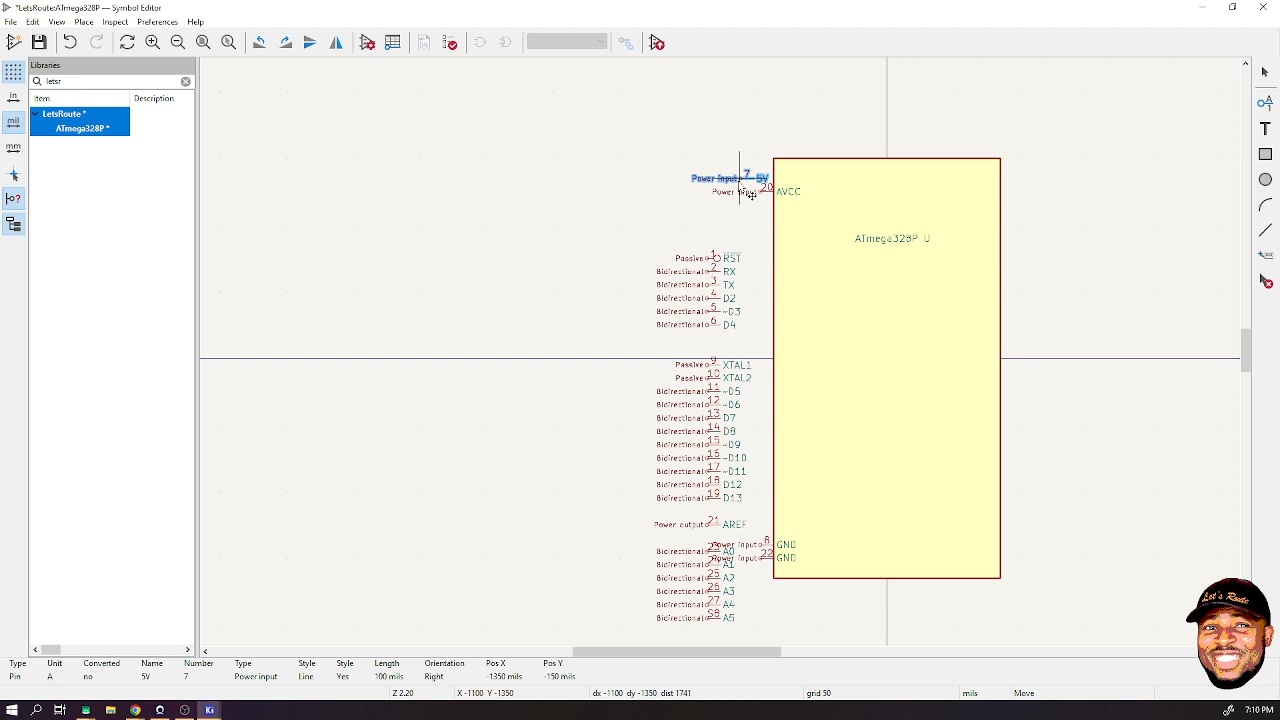 *LetsRoute:ATmega328P — Symbol Editor
File Edit View Place Inspect Preferences Help
Libraries
letsr
Item Description
LetsRoute *
ATmega328P *
in
mil
mm
Power input 7 5V
Power input 20 AVCC
ATmega328P U
Passive 1 RST
Bidirectional 2 RX
Bidirectional 3 TX
Bidirectional 4 D2
Bidirectional 5 ~D3
Bidirectional 6 D4
Passive 9 XTAL1
Passive 10 XTAL2
Bidirectional 11 ~D5
Bidirectional 12 ~D6
Bidirectional 13 D7
Bidirectional 14 D8
Bidirectional 15 ~D9
Bidirectional 16 ~D10
Bidirectional 17 ~D11
Bidirectional 18 D12
Bidirectional 19 D13
Power output 21 AREF
Power input 8 GND
Bidirectional 23 A0
Power input 22 GND
Bidirectional A1
Bidirectional 25 A2
Bidirectional 26 A3
Bidirectional 27 A4
Bidirectional S8 A5
Let's Route
Type Unit Converted Name Number Type Style Style Length Orientation Pos X Pos Y
Pin A no 5V 7 Power input Line Yes 100 mils Right -1350 mils -150 mils
Z 2.20 X -1100 Y -1350 dx -1100 dy -1350 dist 1741 grid 50 mils Move
Ki 7:10 PM